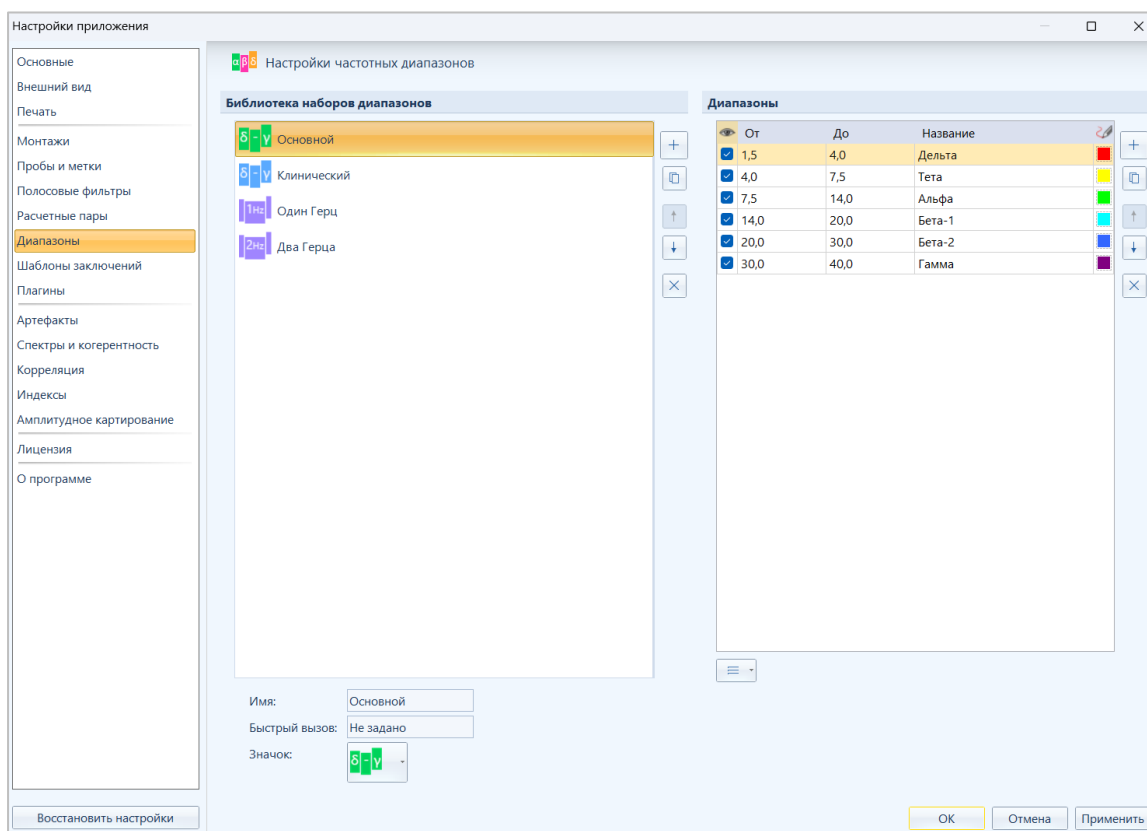 Настройки приложения
Основные
Внешний вид
Печать
Монтажи
Пробы и метки
Полосовые фильтры
Расчетные пары
Диапазоны
Шаблоны заключений
Плагины
Артефакты
Спектры и когерентность
Корреляция
Индексы
Амплитудное картирование
Лицензия
О программе
Восстановить настройки
α β δ Настройки частотных диапазонов
Библиотека наборов диапазонов
δ - γ Основной
δ - γ Клинический
1Hz Один Герц
2Hz Два Герца
Имя: Основной
Быстрый вызов: Не задано
Значок: δ - γ
Диапазоны
От До Название
1,5 4,0 Дельта
4,0 7,5 Тета
7,5 14,0 Альфа
14,0 20,0 Бета-1
20,0 30,0 Бета-2
30,0 40,0 Гамма
ОК Отмена Применить